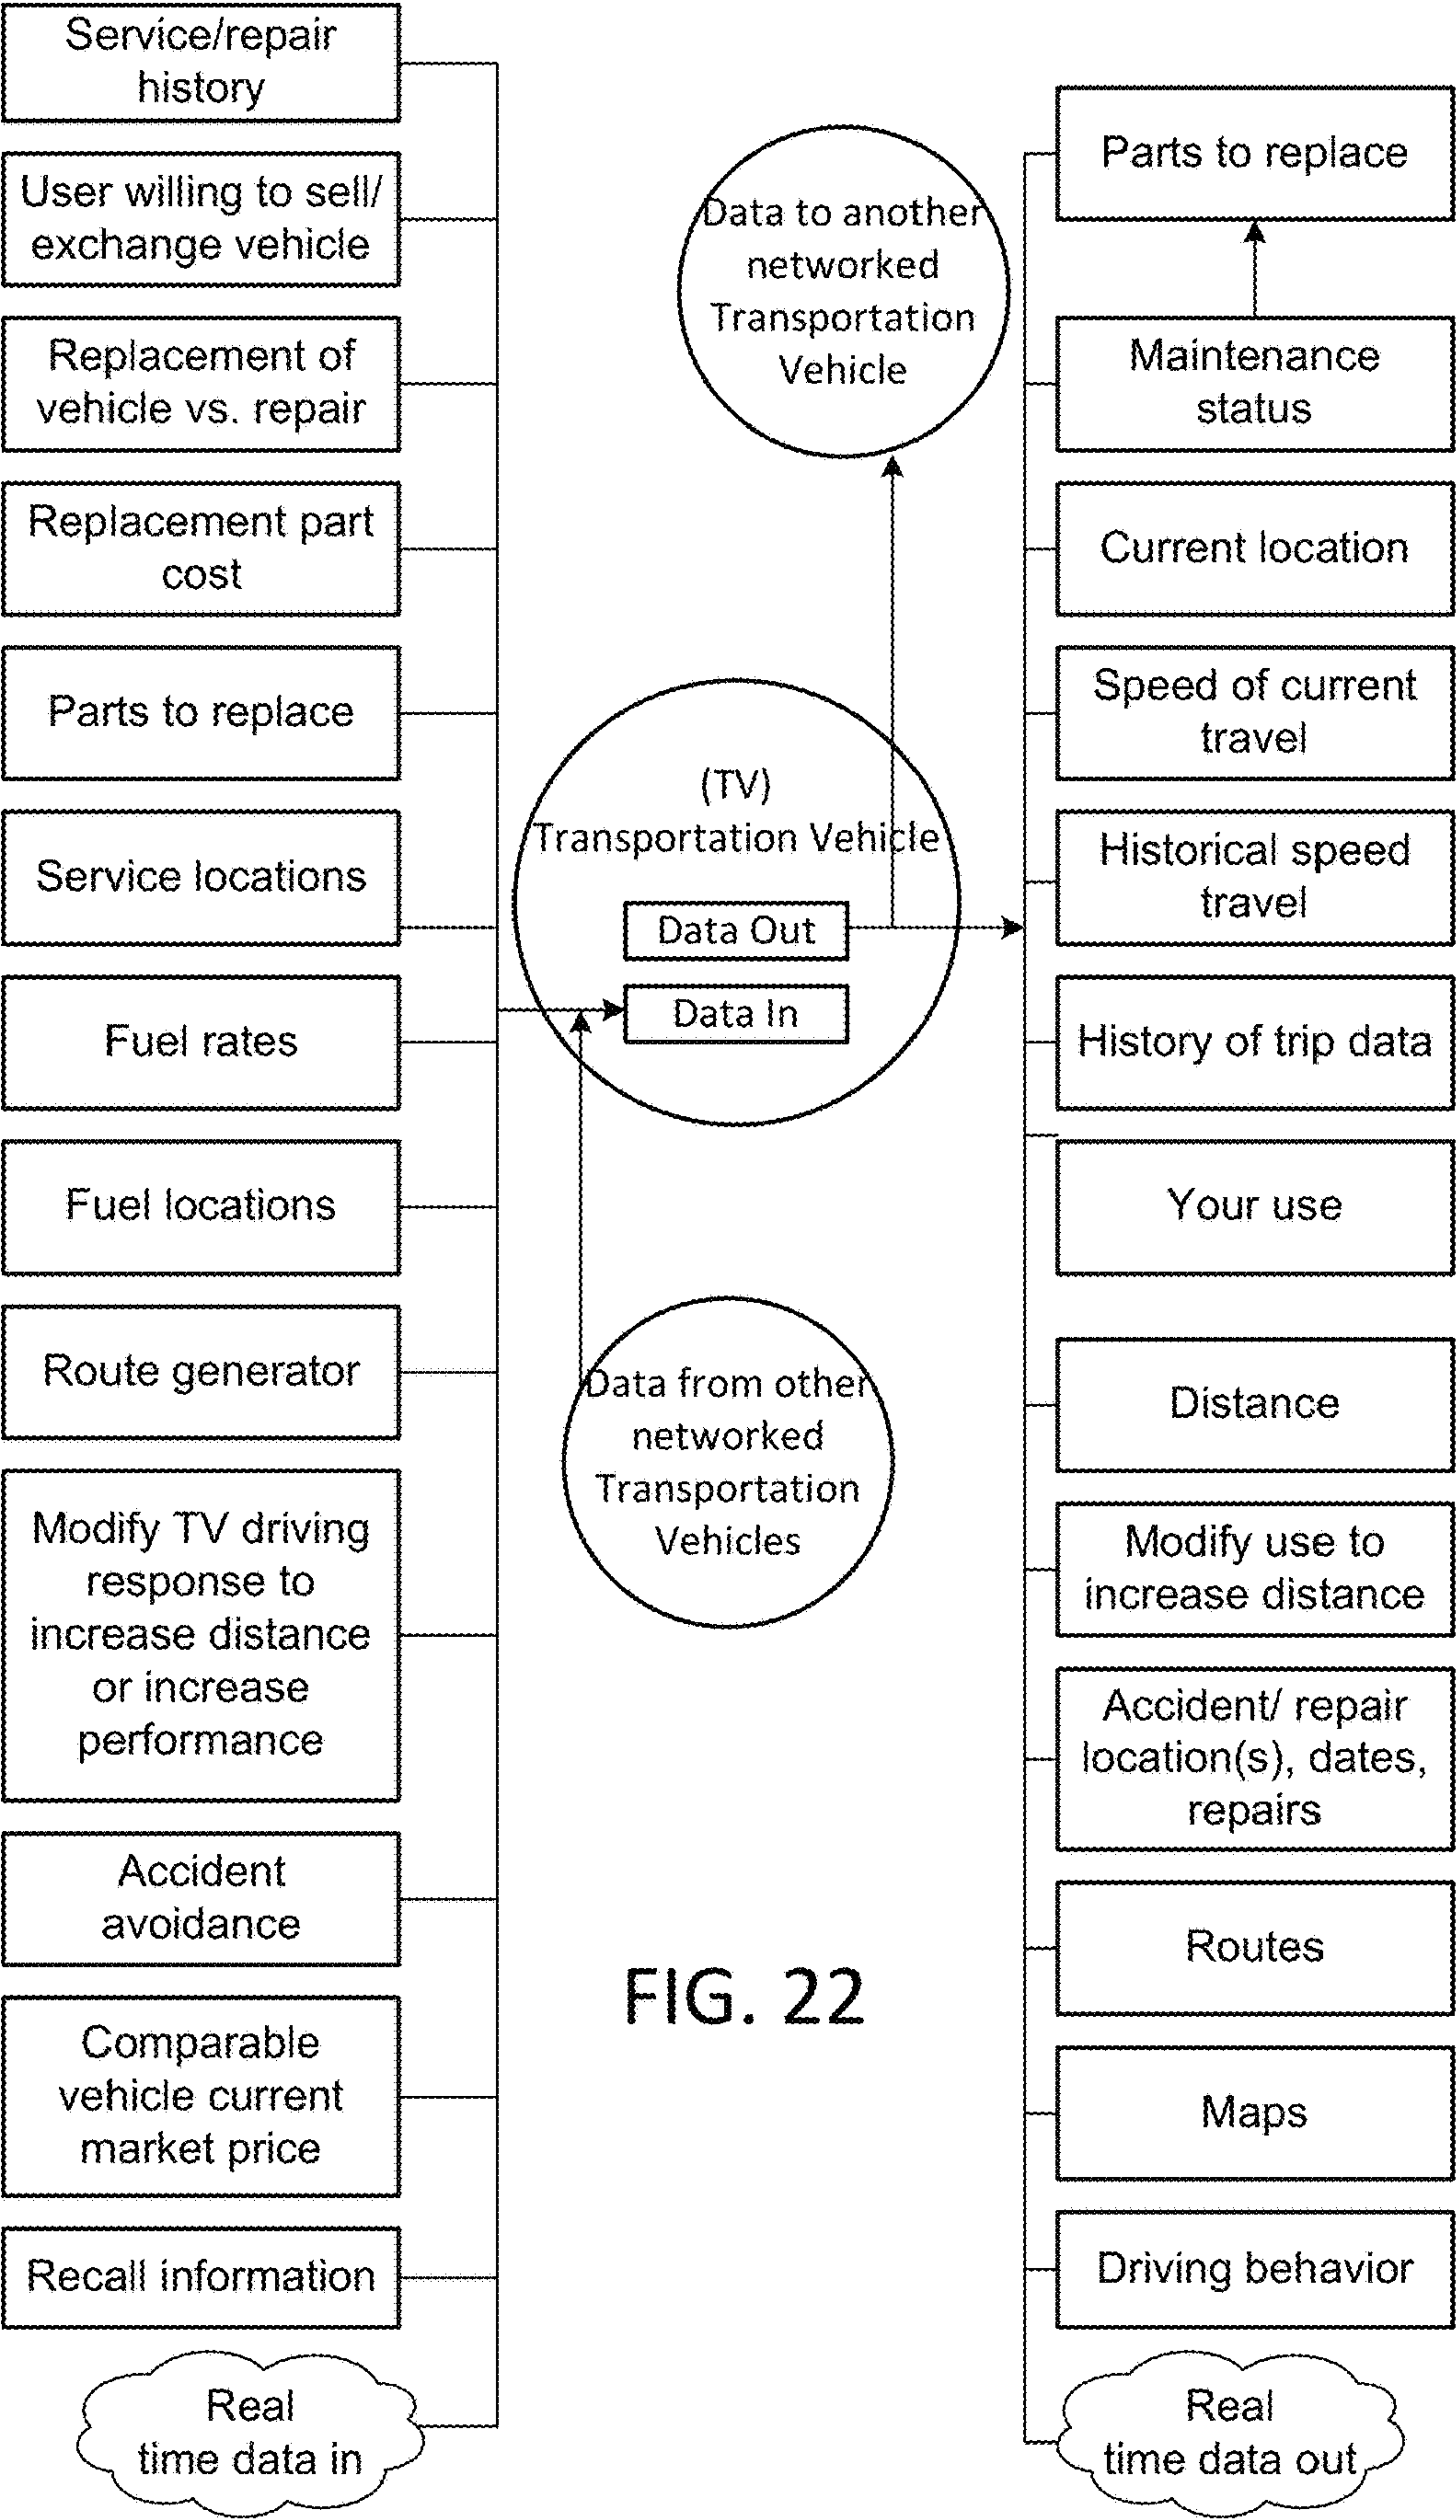 Service/repair
history
User willing to sell/
exchange vehicle
Replacement of
vehicle vs. repair
Replacement part
cost
Parts to replace
Service locations
Fuel rates
Fuel locations
Route generator
Modify TV driving
response to
increase distance
or increase
performance
Accident
avoidance
Comparable
vehicle current
market price
Recall information
Real
time data in
Data to another
networked
Transportation
Vehicle
(TV)
Transportation Vehicle
Data Out
Data In
Data from other
networked
Transportation
Vehicles
FIG. 22
Parts to replace
Maintenance
status
Current location
Speed of current
travel
Historical speed
travel
History of trip data
Your use
Distance
Modify use to
increase distance
Accident/ repair
location(s), dates,
repairs
Routes
Maps
Driving behavior
Real
time data out